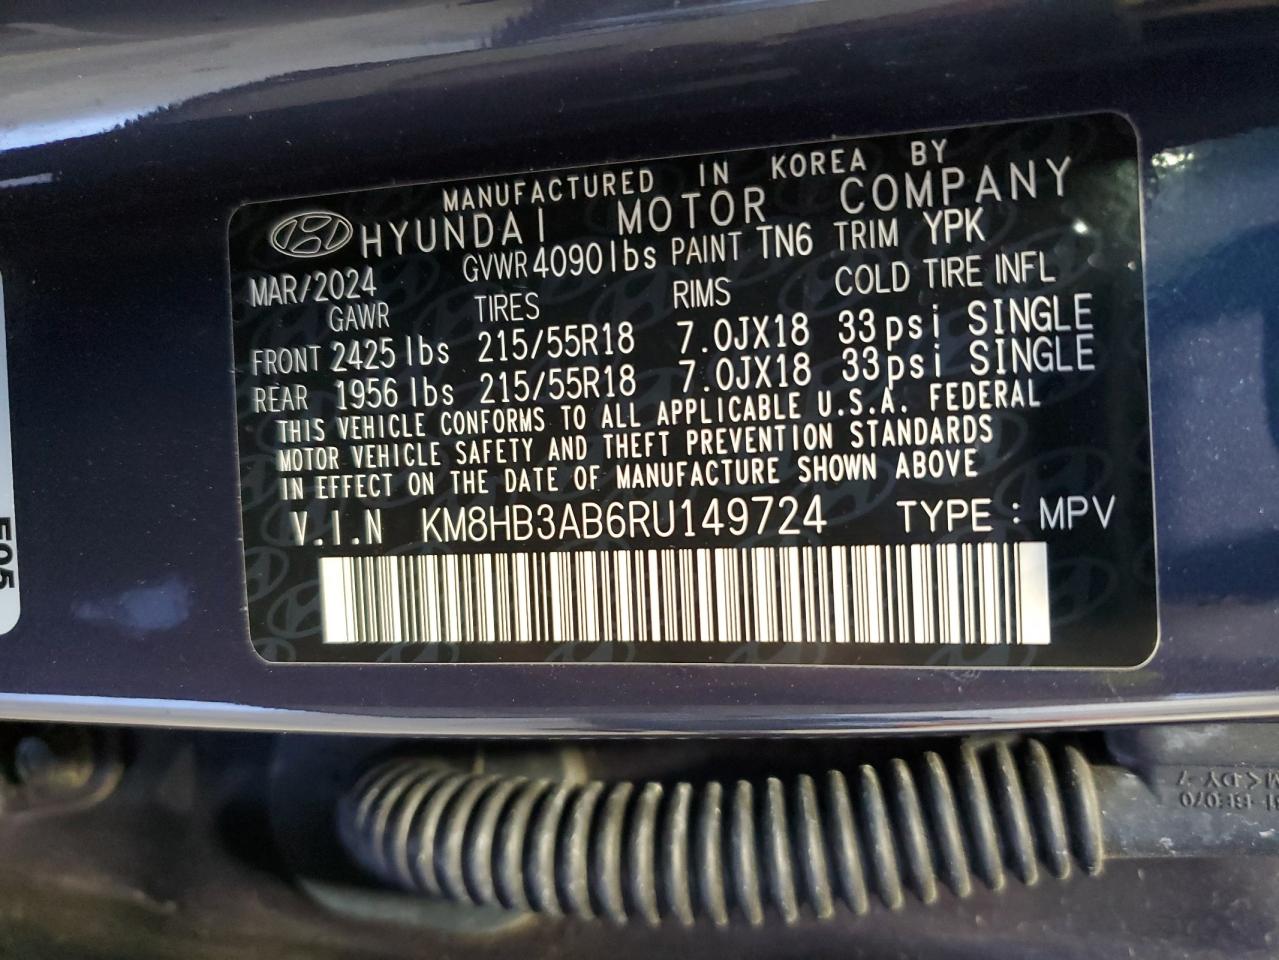 MANUFACTURED IN KOREA BY
HYUNDAI MOTOR COMPANY
MAR/2024 GVWR 4090lbs PAINT TN6 TRIM YPK
GAWR TIRES RIMS COLD TIRE INFL
FRONT 2425 lbs 215/55R18 7.0JX18 33psi SINGLE
REAR 1956 lbs 215/55R18 7.0JX18 33psi SINGLE
THIS VEHICLE CONFORMS TO ALL APPLICABLE U.S.A. FEDERAL
MOTOR VEHICLE SAFETY AND THEFT PREVENTION STANDARDS
IN EFFECT ON THE DATE OF MANUFACTURE SHOWN ABOVE
V.I.N KM8HB3AB6RU149724 TYPE : MPV